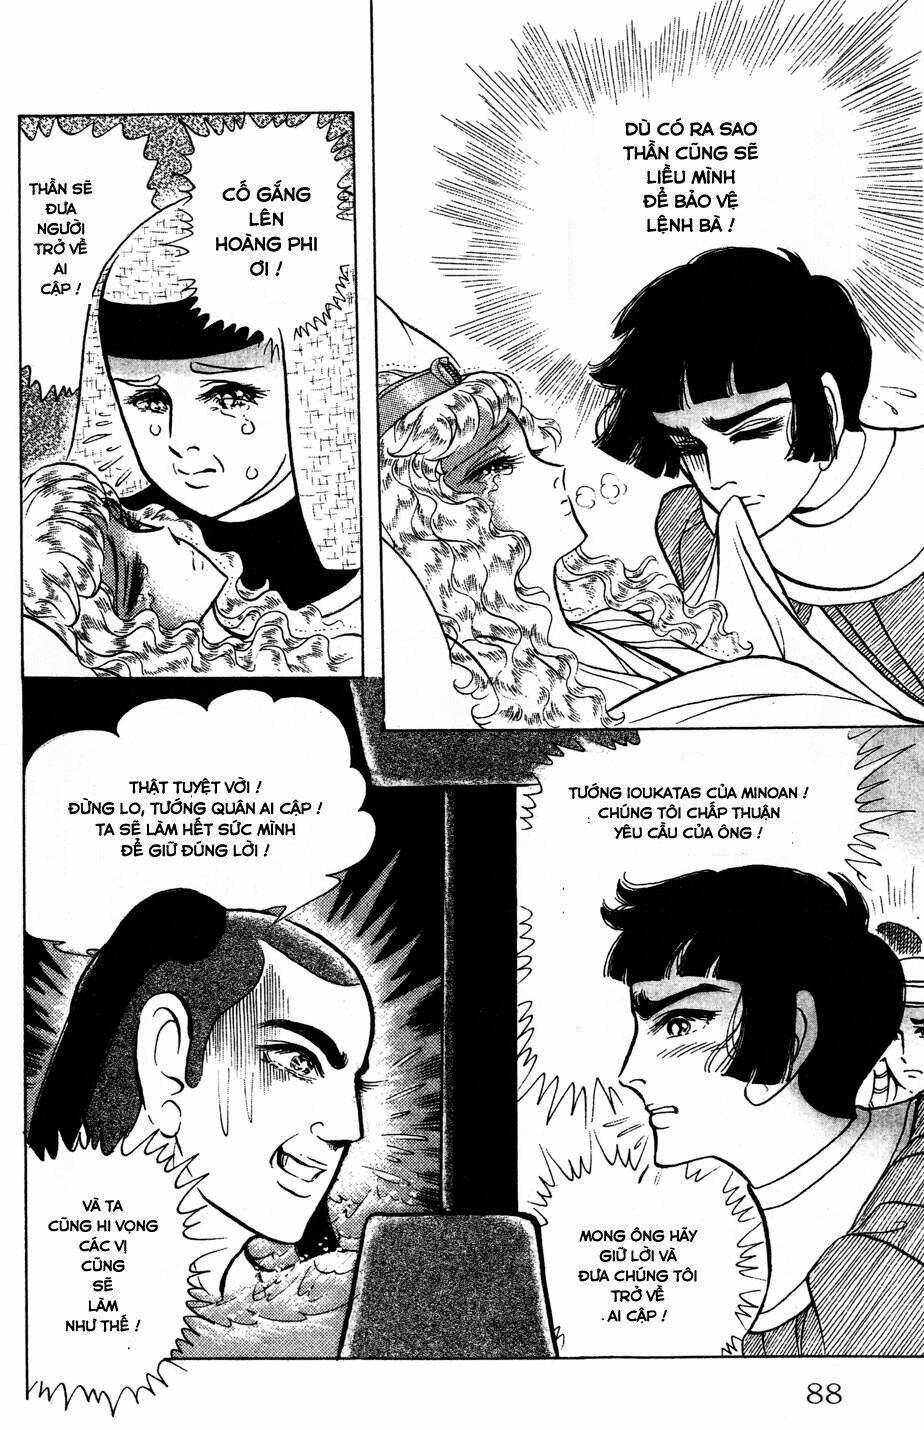 DÙ CÓ RA SAO
THẦN CŨNG SẼ
LIỀU MÌNH
ĐỂ BẢO VỆ
LỆNH BÀ !
CỐ GẮNG
LÊN
HOÀNG PHI
ƠI !
THẦN SẼ
ĐƯA
NGƯỜI
TRỞ VỀ
AI
CẬP !
TƯỚNG IOUKATAS CỦA MINOAN !
CHÚNG TÔI CHẤP THUẬN
YÊU CẦU CỦA ÔNG !
MONG ÔNG HÃY
GIỮ LỜI VÀ
ĐƯA CHÚNG TÔI
TRỞ VỀ
AI CẬP !
THẬT TUYỆT VỜI !
ĐỪNG LO, TƯỚNG QUÂN AI CẬP !
TA SẼ LÀM HẾT SỨC MÌNH
ĐỂ GIỮ ĐÚNG LỜI !
VÀ TA
CŨNG HI VỌNG
CÁC VỊ
CŨNG
SẼ
LÀM
NHƯ THẾ !
88